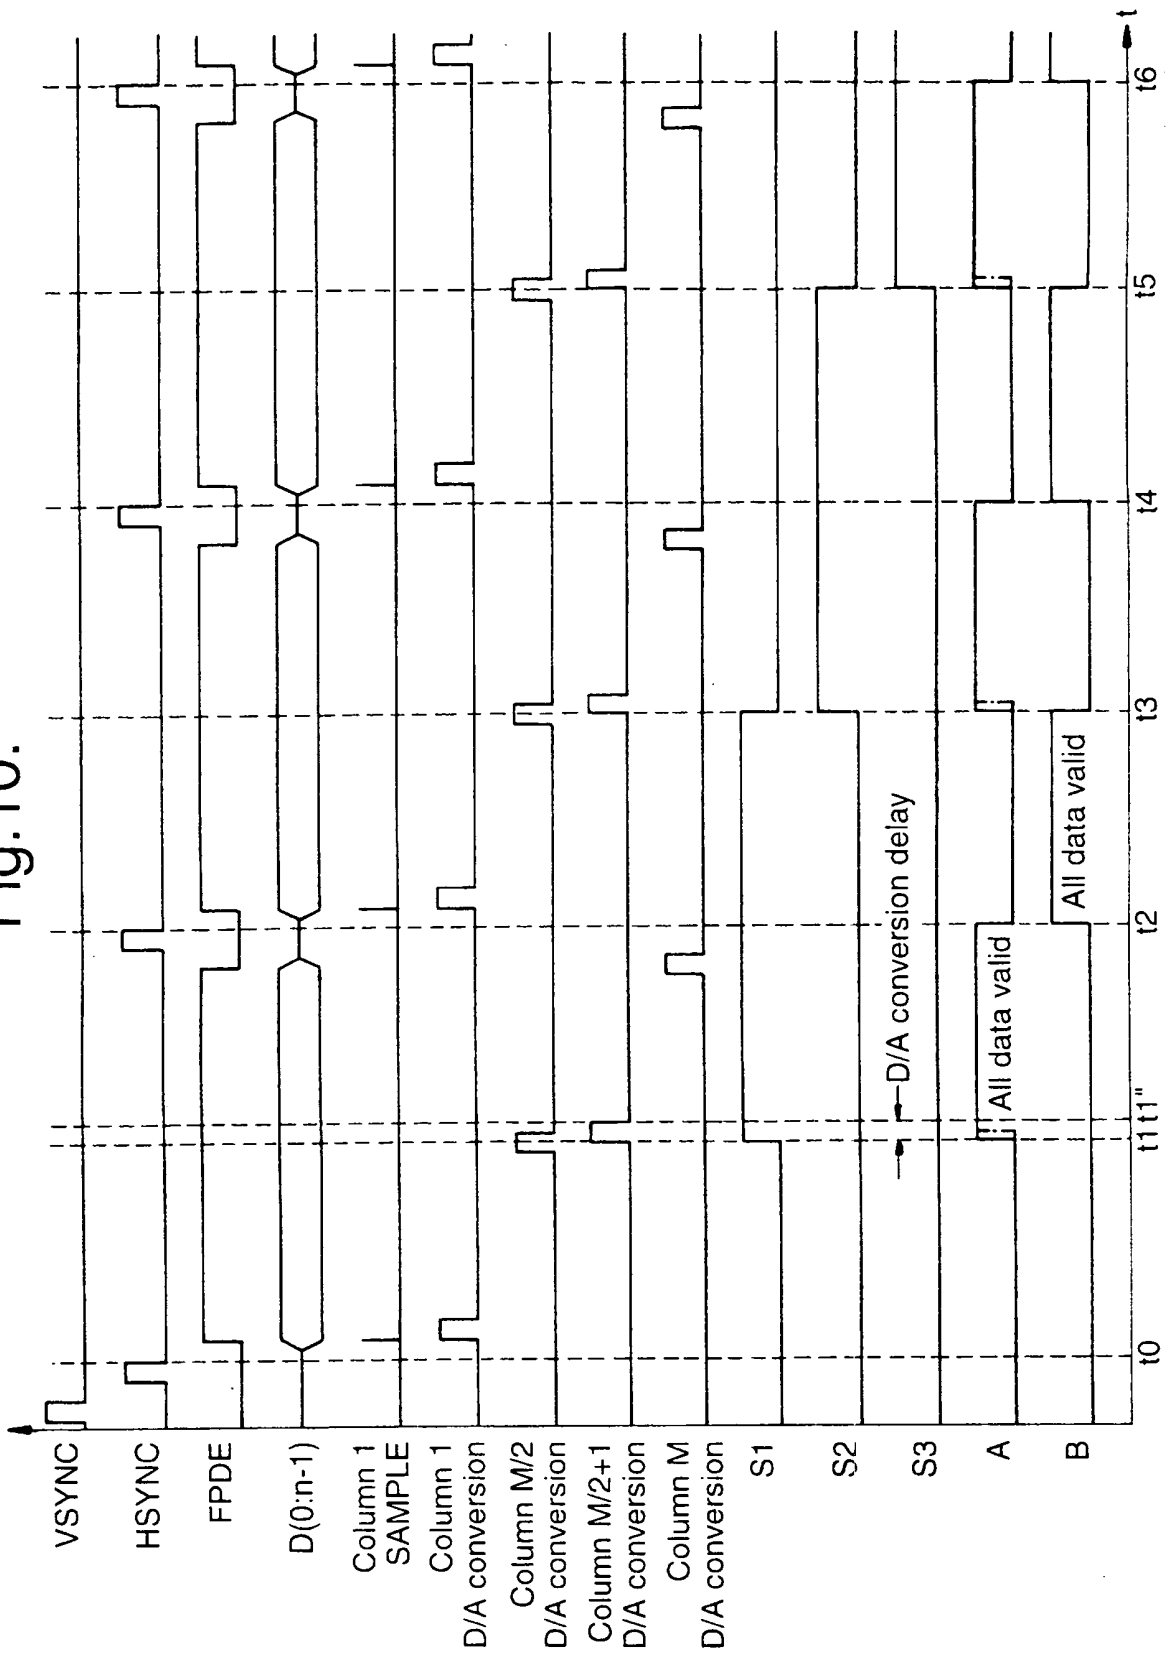 VSYNC
HSYNC
FPDE
D(0:n-1)
Column 1
SAMPLE
Column 1
D/A conversion
Column M/2
D/A conversion
Column M/2+1
D/A conversion
Column M
D/A conversion
S1
S2
S3
D/A conversion delay
A
All data valid
B
All data valid
t0 t1 t1" t2 t3 t4 t5 t6 t